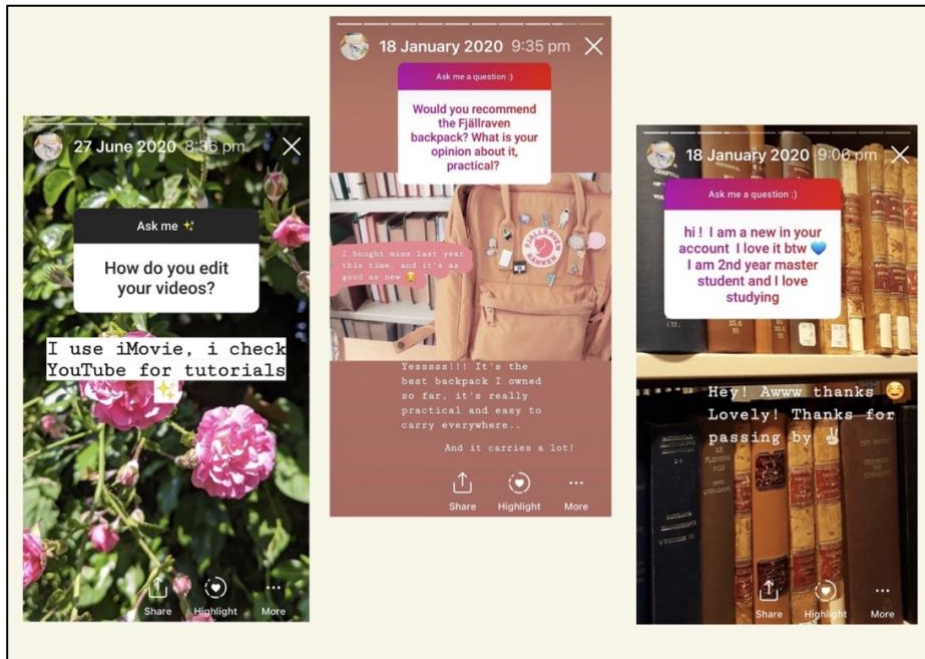 27 June 2020 8:36 pm
Ask me ✨
How do you edit
your videos?
I use iMovie, i check
YouTube for tutorials
✨
Share Highlight More
18 January 2020 9:35 pm
Ask me a question :)
Would you recommend
the Fjällraven
backpack? What is your
opinion about it,
practical?
I bought mine last year
this time, and it's as
good as new 🥰
FJÄLLRÄVEN
KÅNKEN
Yesssss!!! It's the
best backpack I owned
so far, it's really
practical and easy to
carry everywhere..
And it carries a lot!
Share Highlight More
18 January 2020 9:06 pm
Ask me a question :)
hi ! I am a new in your
account I love it btw 💙
I am 2nd year master
student and I love
studying
Hey! Awww thanks ☺️
Lovely! Thanks for
passing by ✌🏻
Share Highlight More